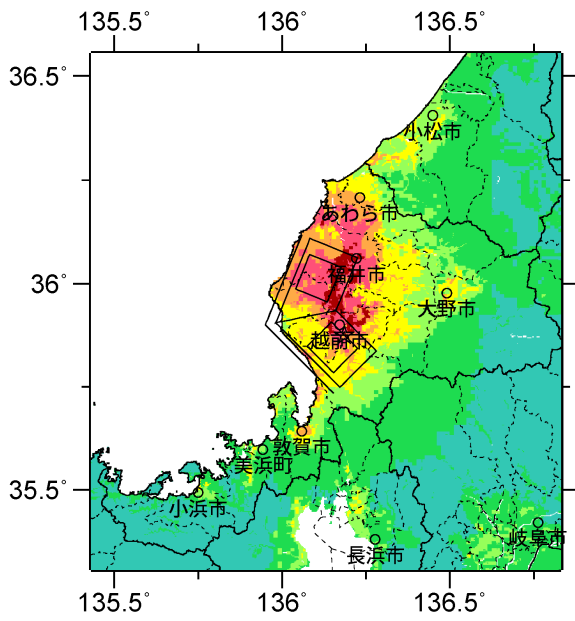 135.5° 136° 136.5°
36.5°
小松市
あわら市
福井市
36°
大野市
越前市
敦賀市
美浜町
35.5°
小浜市
岐阜市
長浜市
135.5° 136° 136.5°